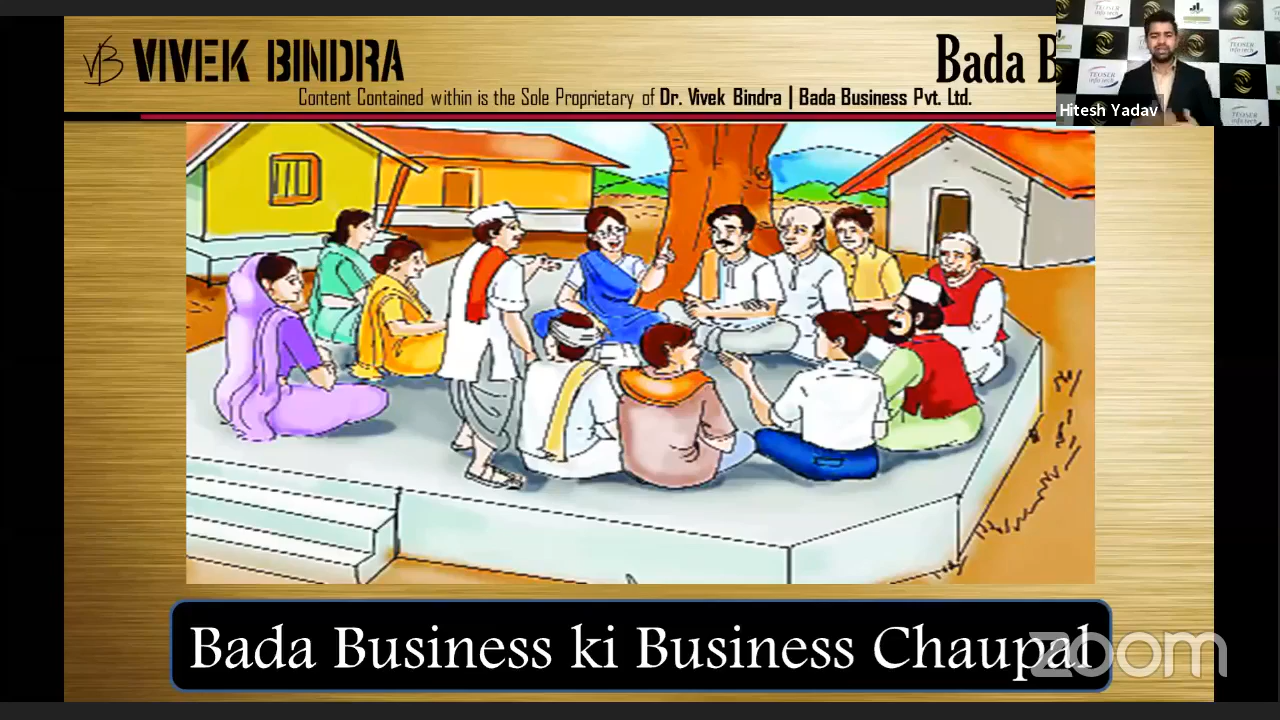 VB VIVEK BINDRA
Bada B
Content Contained within is the Sole Proprietary of Dr. Vivek Bindra | Bada Business Pvt. Ltd.
Hitesh Yadav
Bada Business ki Business Chaupal
zoom